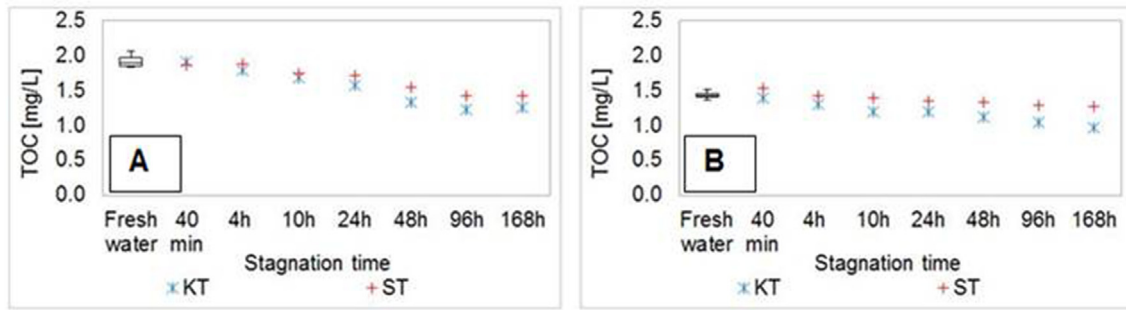 2.5
2.0
1.5
1.0
0.5
0.0
TOC [mg/L]
A
Fresh water 40 min 4h 10h 24h 48h 96h 168h
Stagnation time
KT ST
2.5
2.0
1.5
1.0
0.5
0.0
TOC [mg/L]
B
Fresh water 40 min 4h 10h 24h 48h 96h 168h
Stagnation time
KT ST